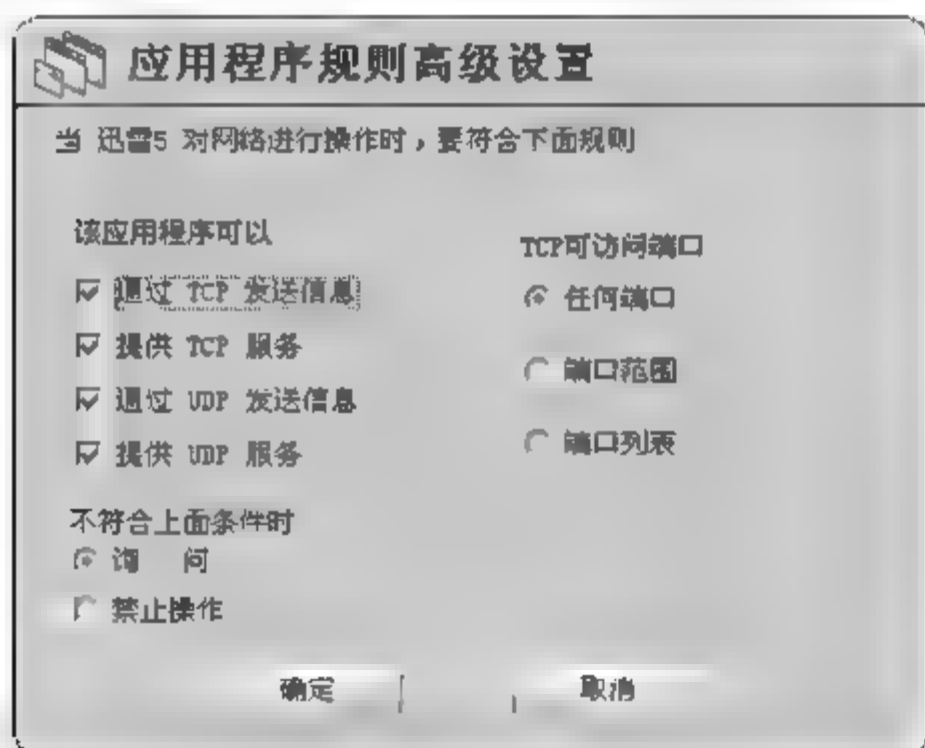 应用程序规则高级设置
当 迅雷5 对网络进行操作时，要符合下面规则
该应用程序可以
通过 TCP 发送信息
提供 TCP 服务
通过 UDP 发送信息
提供 UDP 服务
不符合上面条件时
询 问
禁止操作
TCP可访问端口
任何端口
端口范围
端口列表
确定
取消